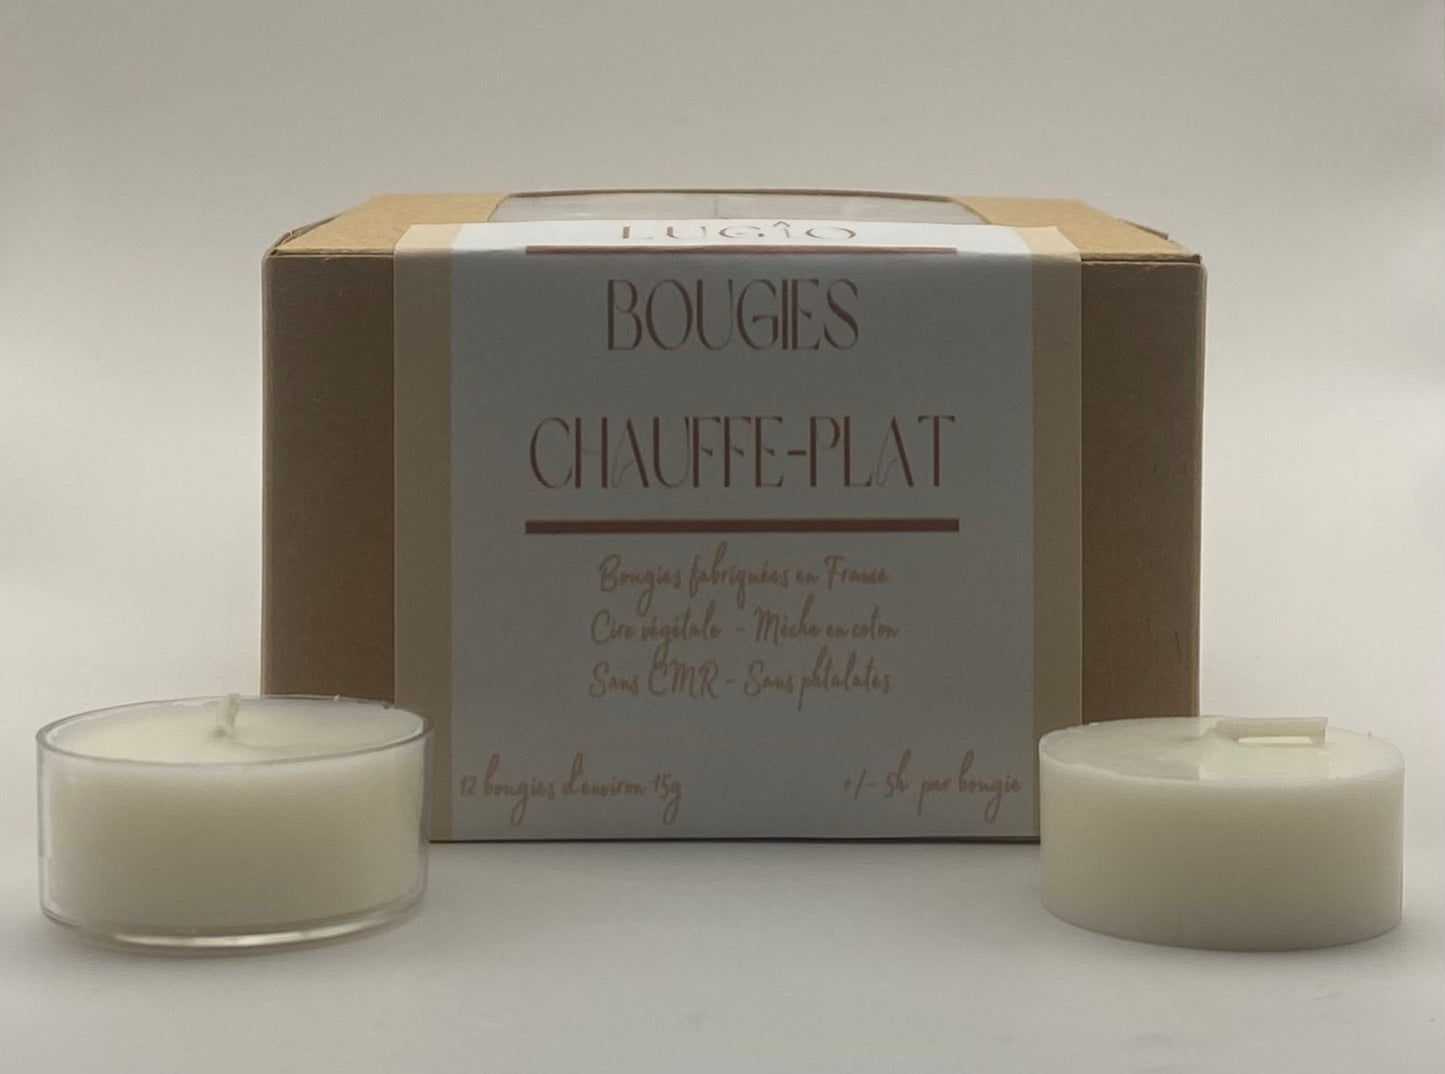 LUGÎO
BOUGIES
CHAUFFE-PLAT
Bougies fabriquées en France
Cire végétale - Mèche en coton
Sans CMR - Sans phtalates
12 bougies d'environ 15g
+/- 5h par bougie